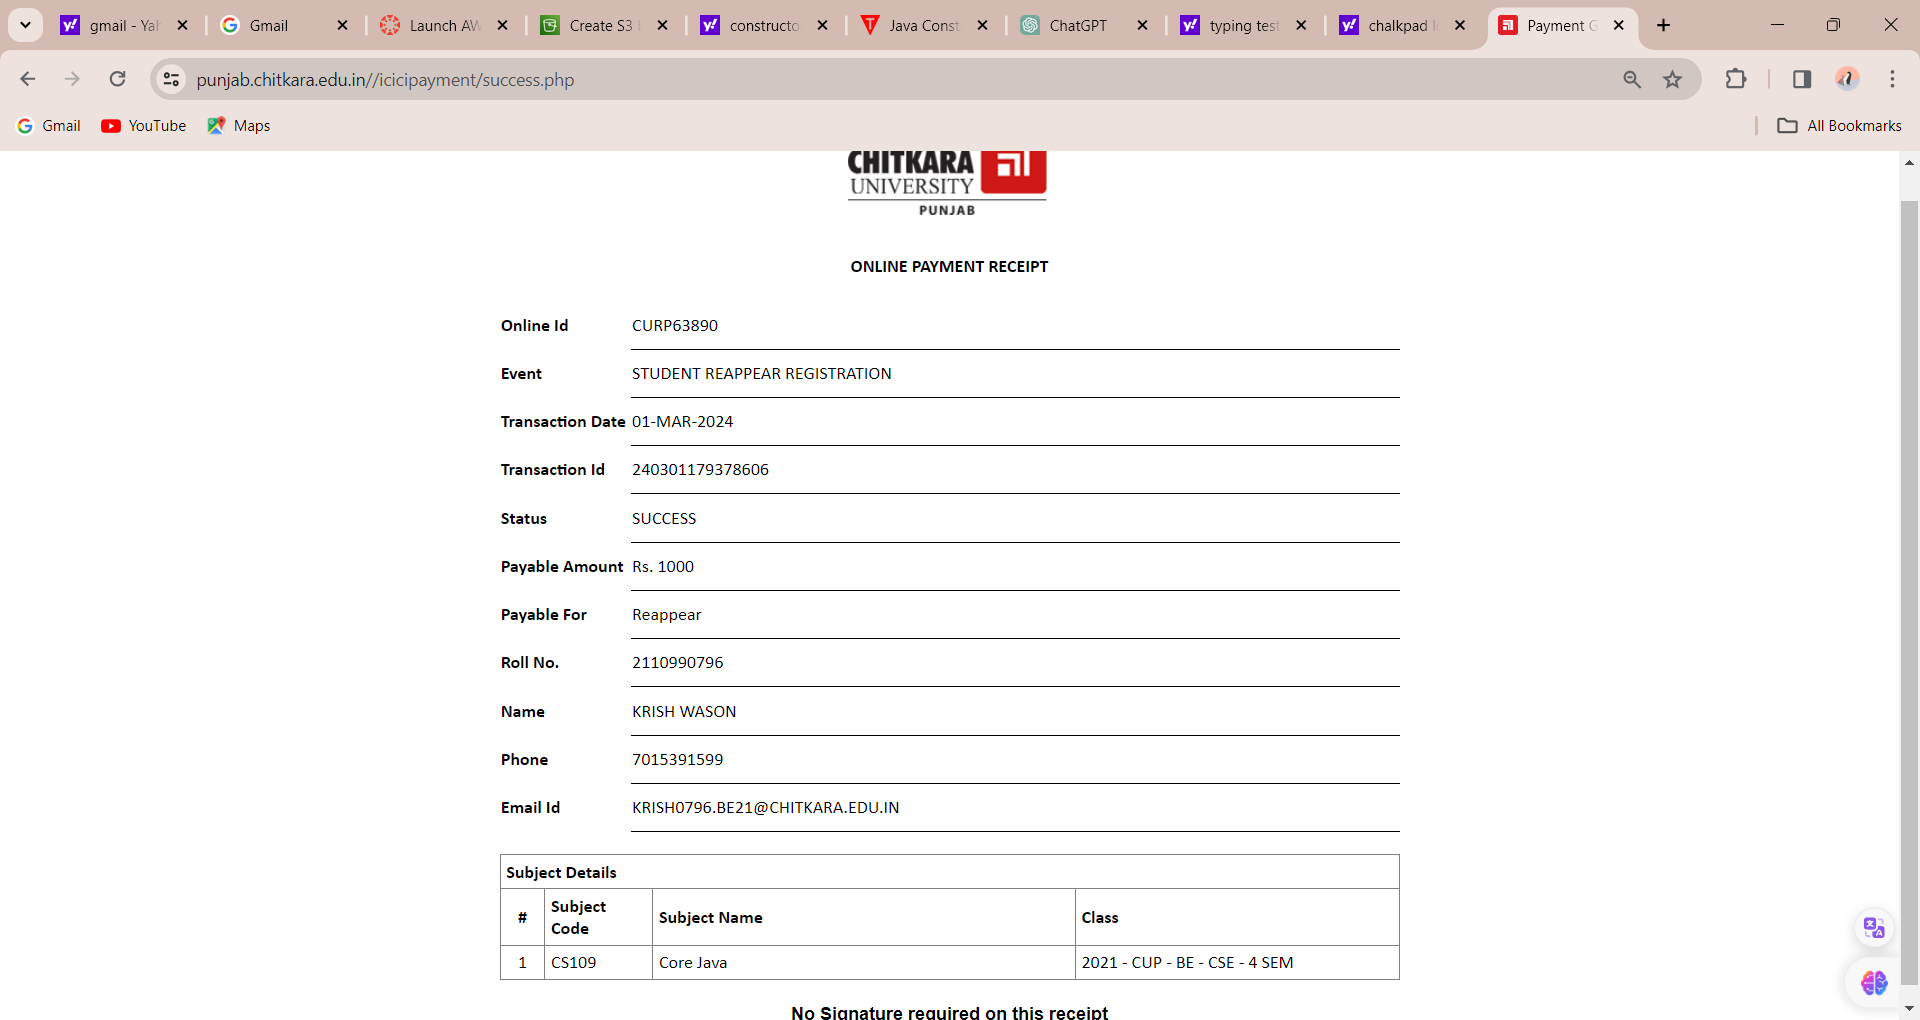 gmail - Yah
Gmail
Launch AW
Create S3
constructo
Java Const
ChatGPT
typing test
chalkpad l
Payment G
punjab.chitkara.edu.in//icicipayment/success.php
Gmail
YouTube
Maps
All Bookmarks
CHITKARA
UNIVERSITY
PUNJAB
ONLINE PAYMENT RECEIPT
Online Id CURP63890
Event STUDENT REAPPEAR REGISTRATION
Transaction Date 01-MAR-2024
Transaction Id 240301179378606
Status SUCCESS
Payable Amount Rs. 1000
Payable For Reappear
Roll No. 2110990796
Name KRISH WASON
Phone 7015391599
Email Id KRISH0796.BE21@CHITKARA.EDU.IN
Subject Details
# Subject Code Subject Name Class
1 CS109 Core Java 2021 - CUP - BE - CSE - 4 SEM
No Signature required on this receipt